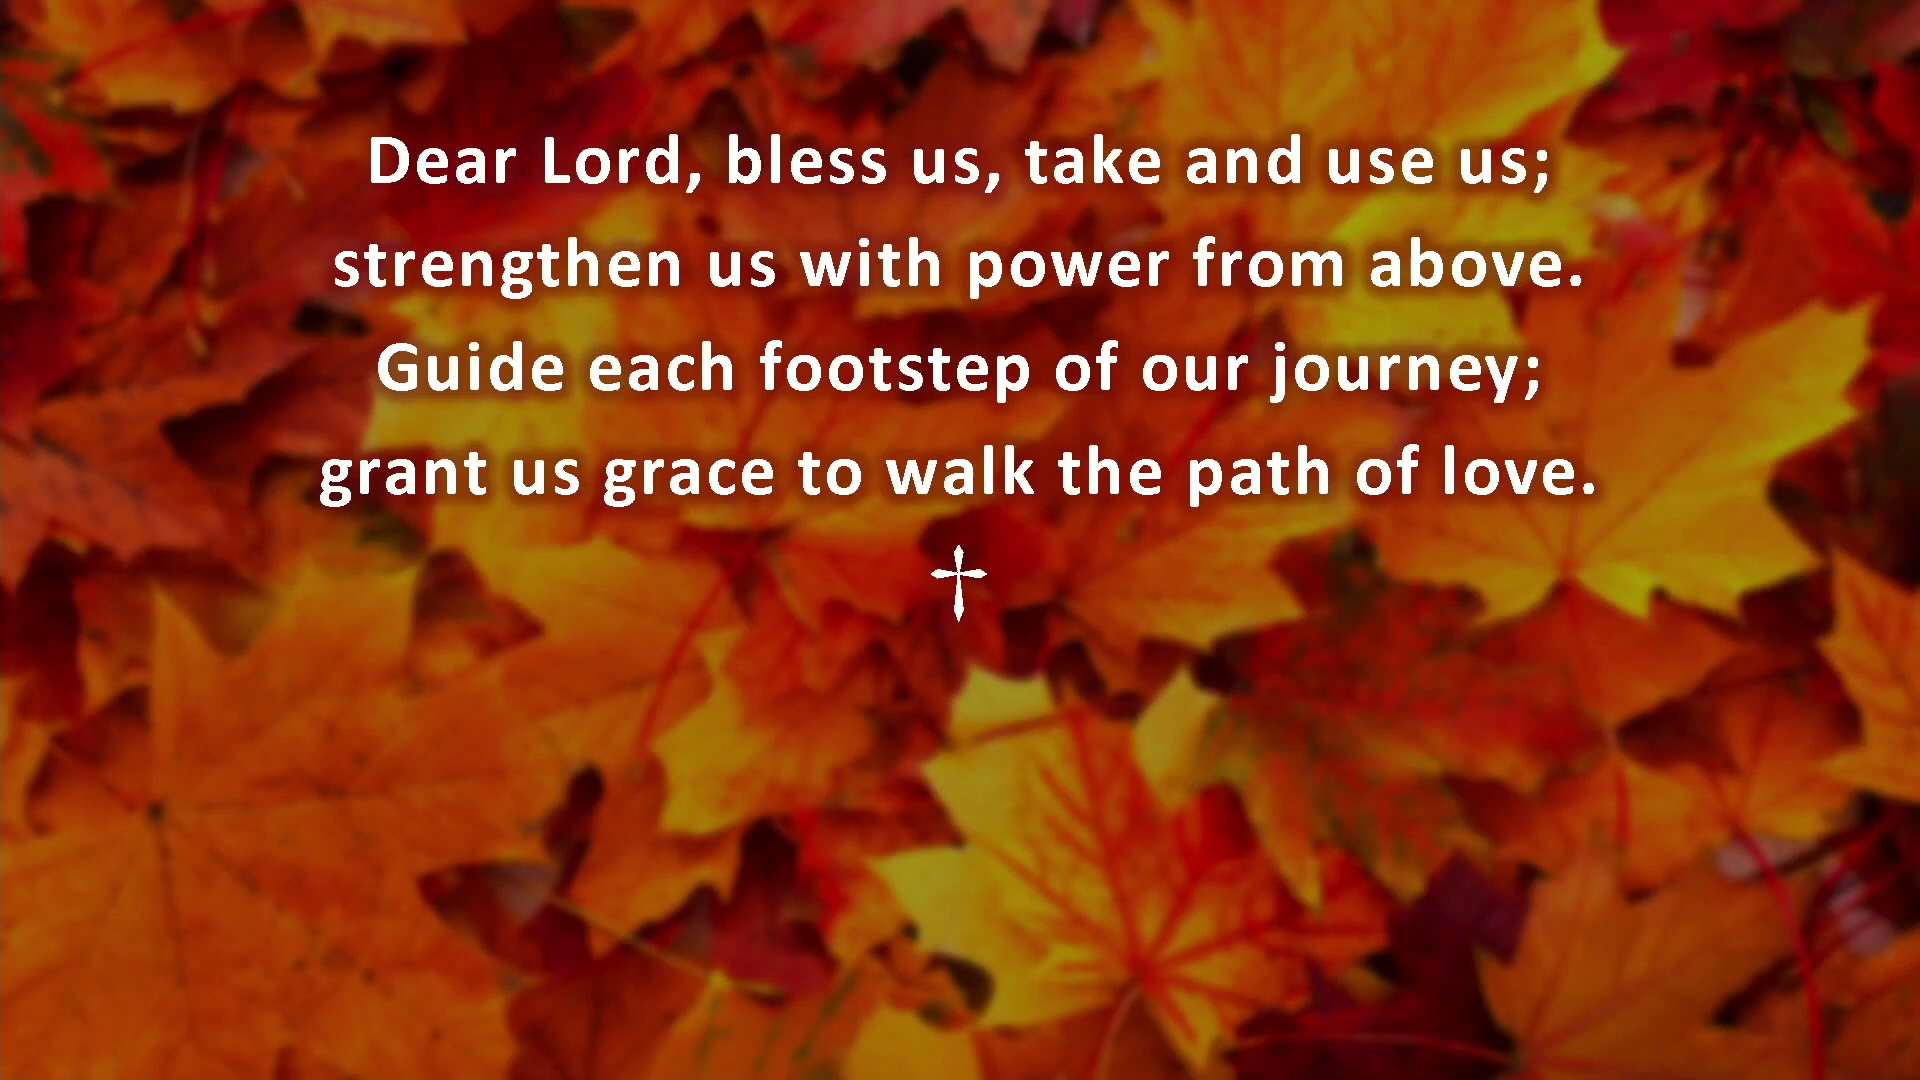 Dear Lord, bless us, take and use us;
strengthen us with power from above.
Guide each footstep of our journey;
grant us grace to walk the path of love.
†